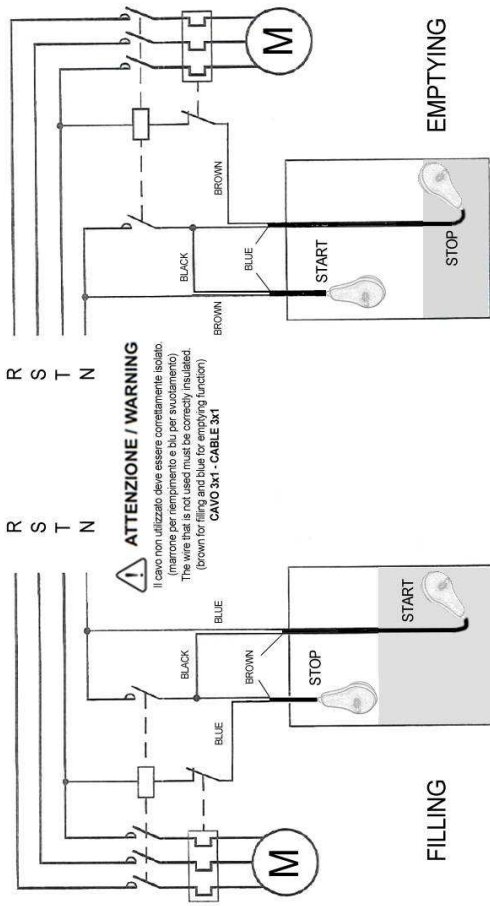 R
S
T
N
M
BLUE
BLACK
BROWN
BLUE
STOP
START
FILLING
ATTENZIONE / WARNING
Il cavo non utilizzato deve essere correttamente isolato.
(marrone per riempimento e blu per svuotamento)
The wire that is not used must be correctly insulated.
(brown for filling and blue for emptying function)
CAVO 3x1 - CABLE 3x1
R
S
T
N
M
BROWN
BLACK
BLUE
BROWN
START
STOP
EMPTYING